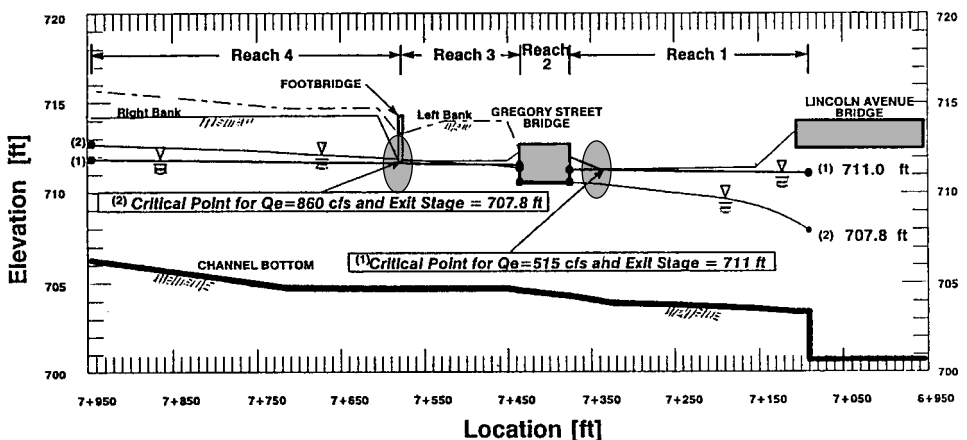 720
715
710
705
700
Elevation [ft]
720
715
710
705
700
Reach 4
Reach 3
Reach
2
Reach 1
FOOTBRIDGE
Right Bank
Left Bank
GREGORY STREET
BRIDGE
LINCOLN AVENUE
BRIDGE
(2)
(1)
(1) 711.0 ft
(2) Critical Point for Qe=860 cfs and Exit Stage = 707.8 ft
(2) 707.8 ft
CHANNEL BOTTOM
(1)Critical Point for Qe=515 cfs and Exit Stage = 711 ft
7+950 7+850 7+750 7+650 7+550 7+450 7+350 7+250 7+150 7+050 6+950
Location [ft]